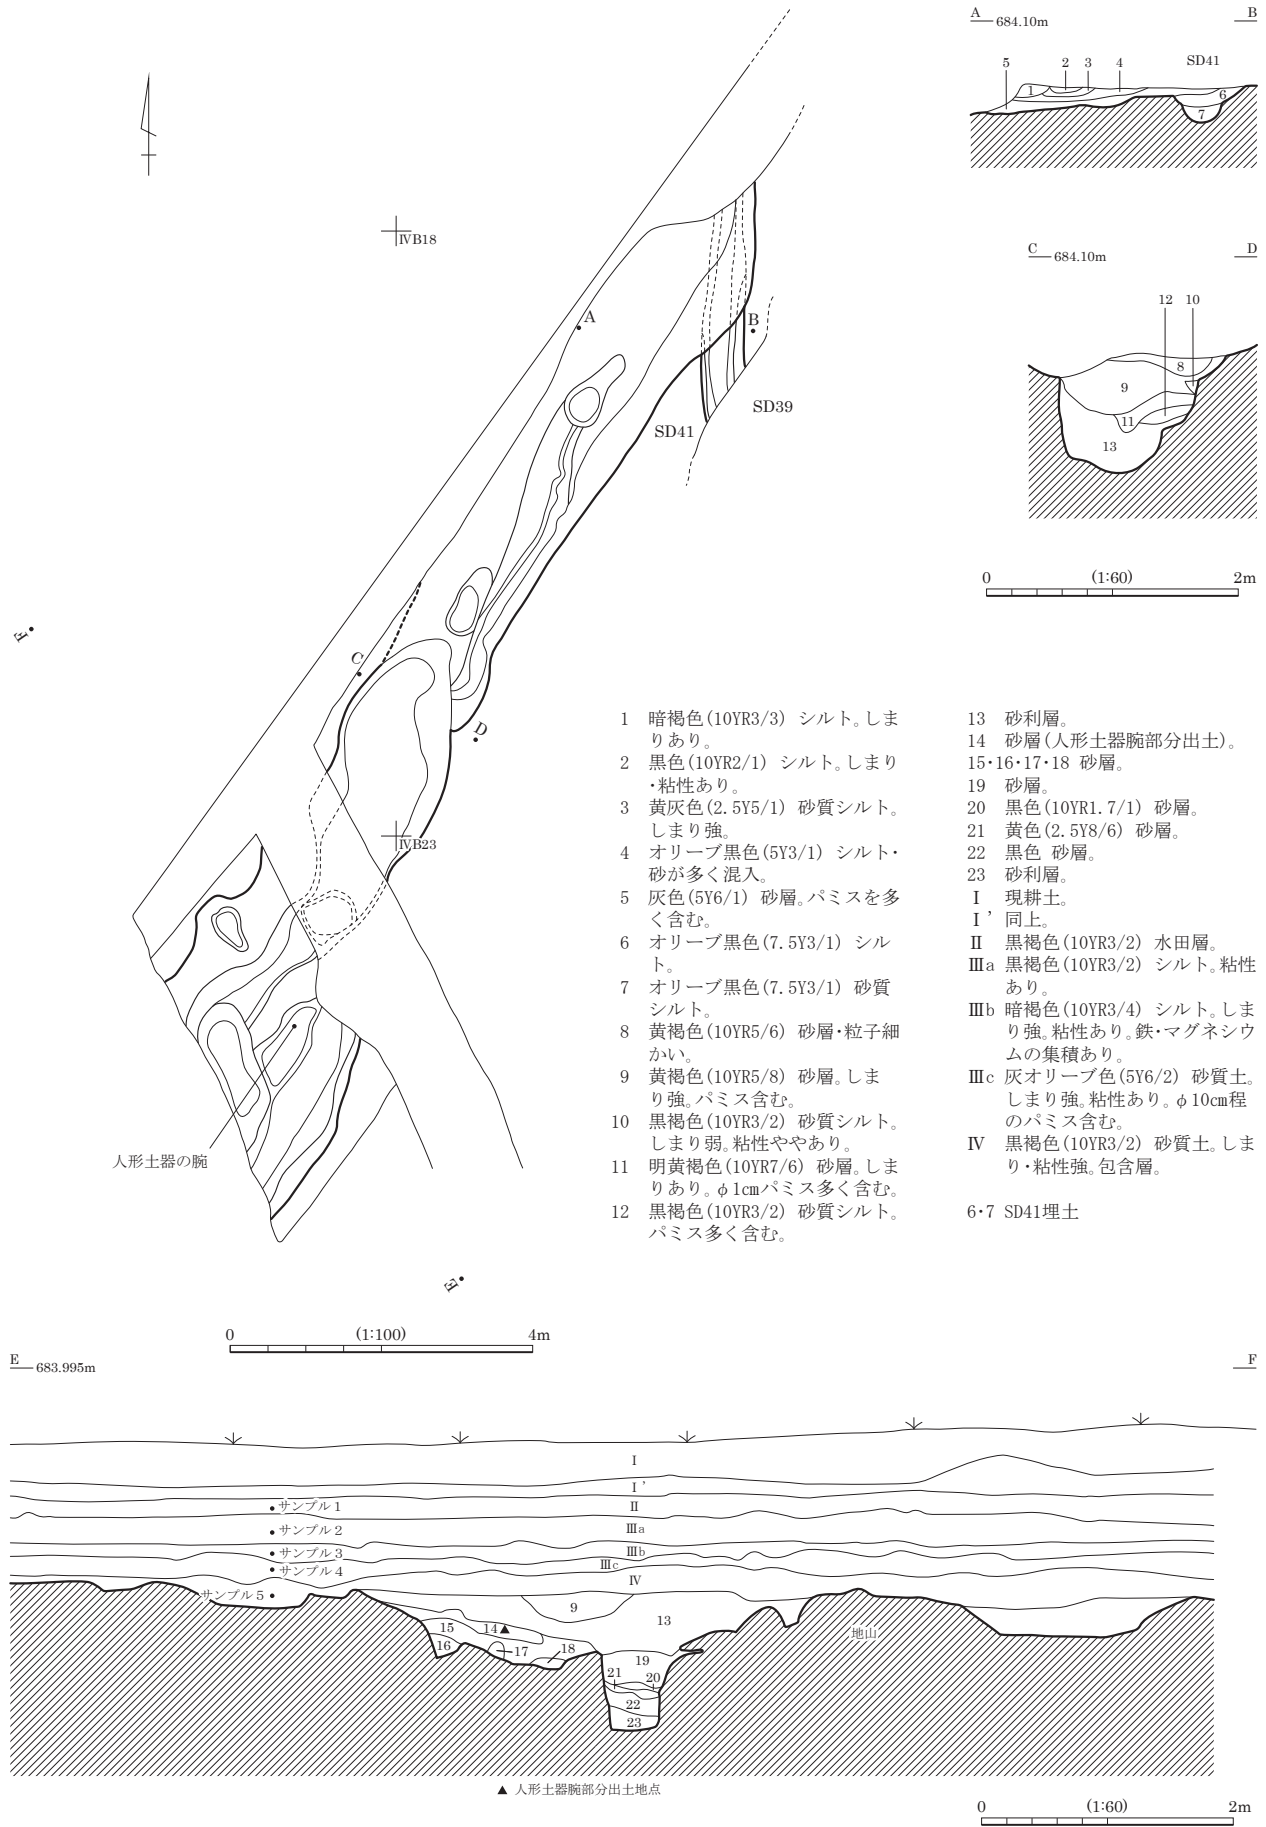 A
684.10m
B
5
2
3
4
SD41
1
6
7
ⅣB18
A
B
SD39
SD41
C
684.10m
D
12
10
8
9
11
13
0
(1:60)
2m
F
C
D
ⅣB23
人形土器の腕
E
1 暗褐色(10YR3/3) シルト。しま
りあり。
2 黒色(10YR2/1) シルト。しまり
・粘性あり。
3 黄灰色(2.5Y5/1) 砂質シルト。
しまり強。
4 オリーブ黒色(5Y3/1) シルト・
砂が多く混入。
5 灰色(5Y6/1) 砂層。パミスを多
く含む。
6 オリーブ黒色(7.5Y3/1) シル
ト。
7 オリーブ黒色(7.5Y3/1) 砂質
シルト。
8 黄褐色(10YR5/6) 砂層・粒子細
かい。
9 黄褐色(10YR5/8) 砂層。しま
り強。パミス含む。
10 黒褐色(10YR3/2) 砂質シルト。
しまり弱。粘性ややあり。
11 明黄褐色(10YR7/6) 砂層。しま
りあり。φ1㎝パミス多く含む。
12 黒褐色(10YR3/2) 砂質シルト。
パミス多く含む。
13 砂利層。
14 砂層(人形土器腕部分出土)。
15・16・17・18 砂層。
19 砂層。
20 黒色(10YR1.7/1) 砂層。
21 黄色(2.5Y8/6) 砂層。
22 黒色 砂層。
23 砂利層。
Ⅰ 現耕土。
Ⅰ’ 同上。
Ⅱ 黒褐色(10YR3/2) 水田層。
Ⅲa 黒褐色(10YR3/2) シルト。粘性
あり。
Ⅲb 暗褐色(10YR3/4) シルト。しま
り強。粘性あり。鉄・マグネシウ
ムの集積あり。
Ⅲc 灰オリーブ色(5Y6/2) 砂質土。
しまり強。粘性あり。φ10㎝程
のパミス含む。
Ⅳ 黒褐色(10YR3/2) 砂質土。しま
り・粘性強。包含層。
6・7 SD41埋土
0
(1:100)
4m
E
683.995m
F
Ⅰ
Ⅰ’
サンプル1
Ⅱ
サンプル2
Ⅲa
サンプル3
Ⅲb
サンプル4
Ⅲc
サンプル5
Ⅳ
9
13
15
14▲
地山
16
17
18
19
21
20
22
23
▲ 人形土器腕部分出土地点
0
(1:60)
2m